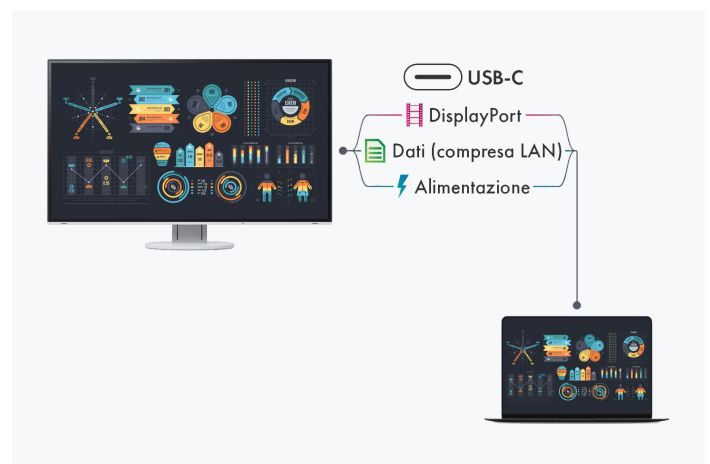 USB-C
DisplayPort
Dati (compresa LAN)
Alimentazione